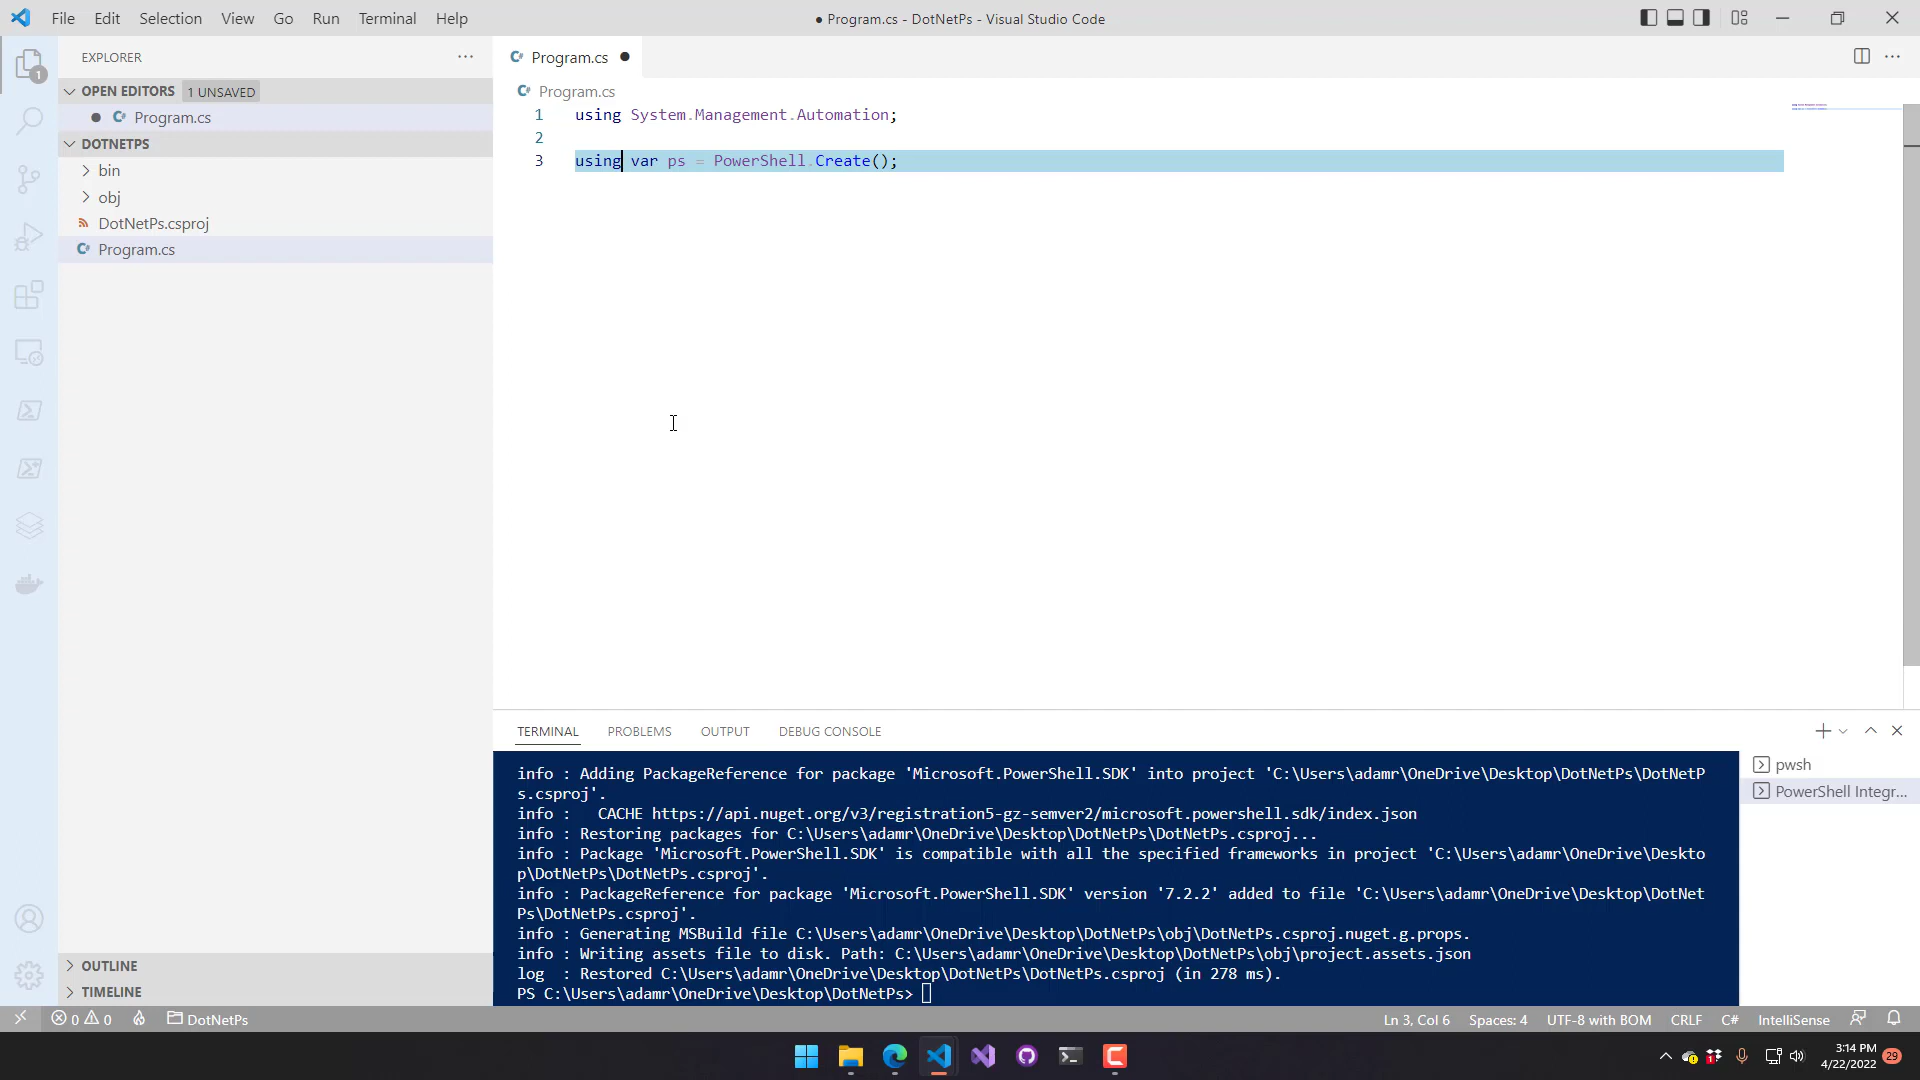 File Edit Selection View Go Run Terminal Help
● Program.cs - DotNetPs - Visual Studio Code
EXPLORER
OPEN EDITORS 1 UNSAVED
Program.cs
DOTNETPS
bin
obj
DotNetPs.csproj
Program.cs
OUTLINE
TIMELINE
1
Program.cs
Program.cs
1 using System.Management.Automation;
2
3 using var ps = PowerShell.Create();
TERMINAL PROBLEMS OUTPUT DEBUG CONSOLE
info : Adding PackageReference for package 'Microsoft.PowerShell.SDK' into project 'C:\Users\adamr\OneDrive\Desktop\DotNetPs\DotNetP
s.csproj'.
info :   CACHE https://api.nuget.org/v3/registration5-gz-semver2/microsoft.powershell.sdk/index.json
info : Restoring packages for C:\Users\adamr\OneDrive\Desktop\DotNetPs\DotNetPs.csproj...
info : Package 'Microsoft.PowerShell.SDK' is compatible with all the specified frameworks in project 'C:\Users\adamr\OneDrive\Deskto
p\DotNetPs\DotNetPs.csproj'.
info : PackageReference for package 'Microsoft.PowerShell.SDK' version '7.2.2' added to file 'C:\Users\adamr\OneDrive\Desktop\DotNet
Ps\DotNetPs.csproj'.
info : Generating MSBuild file C:\Users\adamr\OneDrive\Desktop\DotNetPs\obj\DotNetPs.csproj.nuget.g.props.
info : Writing assets file to disk. Path: C:\Users\adamr\OneDrive\Desktop\DotNetPs\obj\project.assets.json
log  : Restored C:\Users\adamr\OneDrive\Desktop\DotNetPs\DotNetPs.csproj (in 278 ms).
PS C:\Users\adamr\OneDrive\Desktop\DotNetPs>
pwsh
PowerShell Integr...
0 0 DotNetPs
Ln 3, Col 6 Spaces: 4 UTF-8 with BOM CRLF C# IntelliSense
3:14 PM
4/22/2022
29